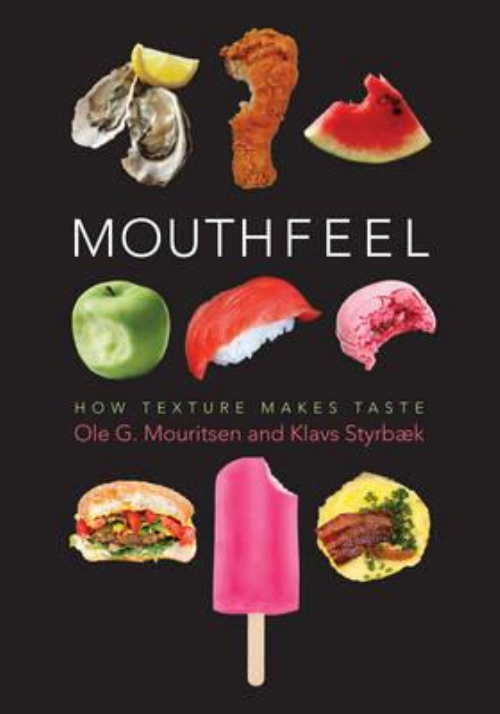 MOUTHFEEL
HOW TEXTURE MAKES TASTE
Ole G. Mouritsen and Klavs Styrbæk